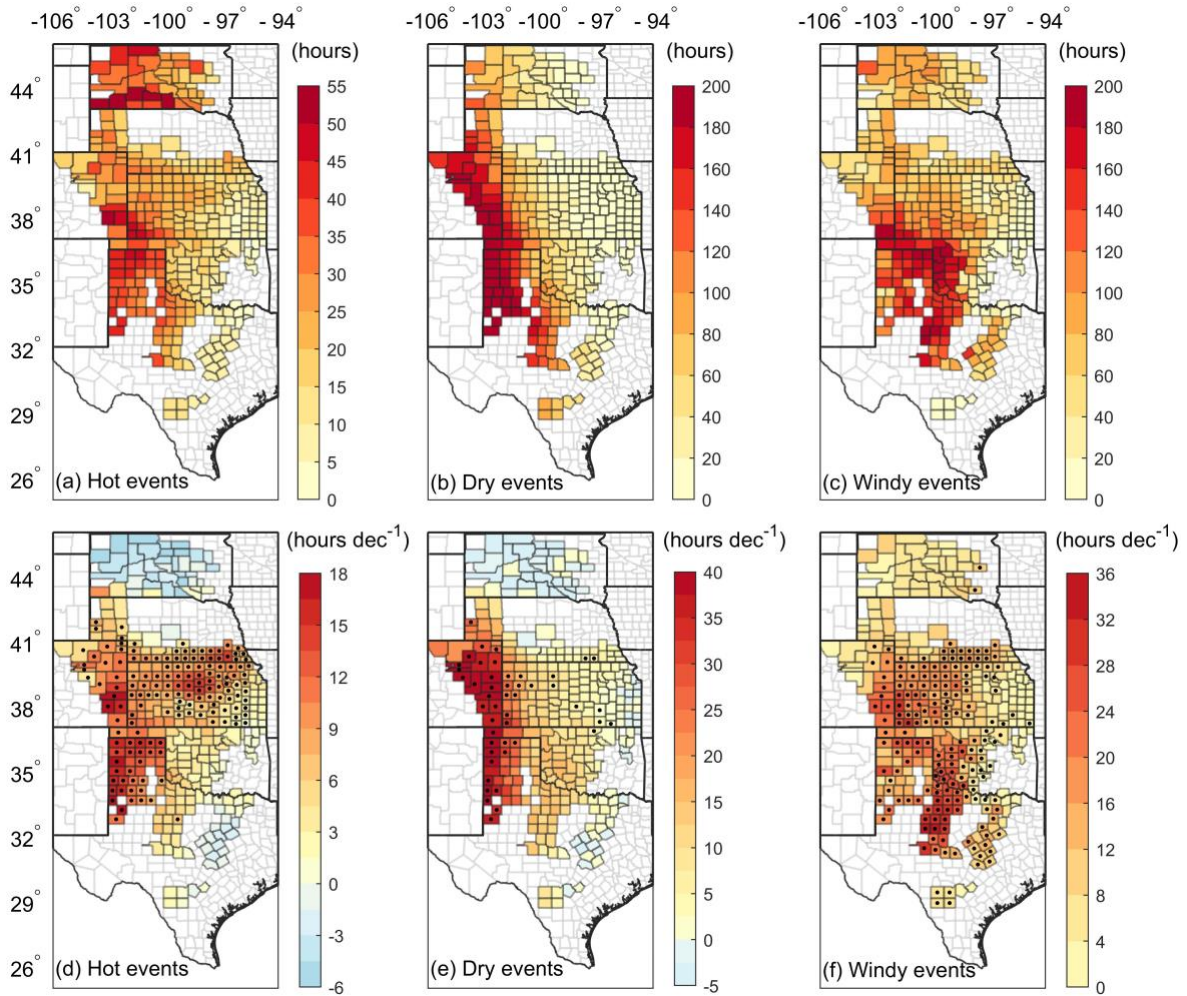 -106° -103° -100° -97° -94° -106° -103° -100° -97° -94° -106° -103° -100° -97° -94°
(hours) (hours) (hours)
44° 41° 38° 35° 32° 29° 26°
55 50 45 40 35 30 25 20 15 10 5 0
200 180 160 140 120 100 80 60 40 20 0
200 180 160 140 120 100 80 60 40 20 0
(a) Hot events (b) Dry events (c) Windy events
(hours dec-1) (hours dec-1) (hours dec-1)
44° 41° 38° 35° 32° 29° 26°
18 15 12 9 6 3 0 -3 -6
40 35 30 25 20 15 10 5 0 -5
36 32 28 24 20 16 12 8 4 0
(d) Hot events (e) Dry events (f) Windy events